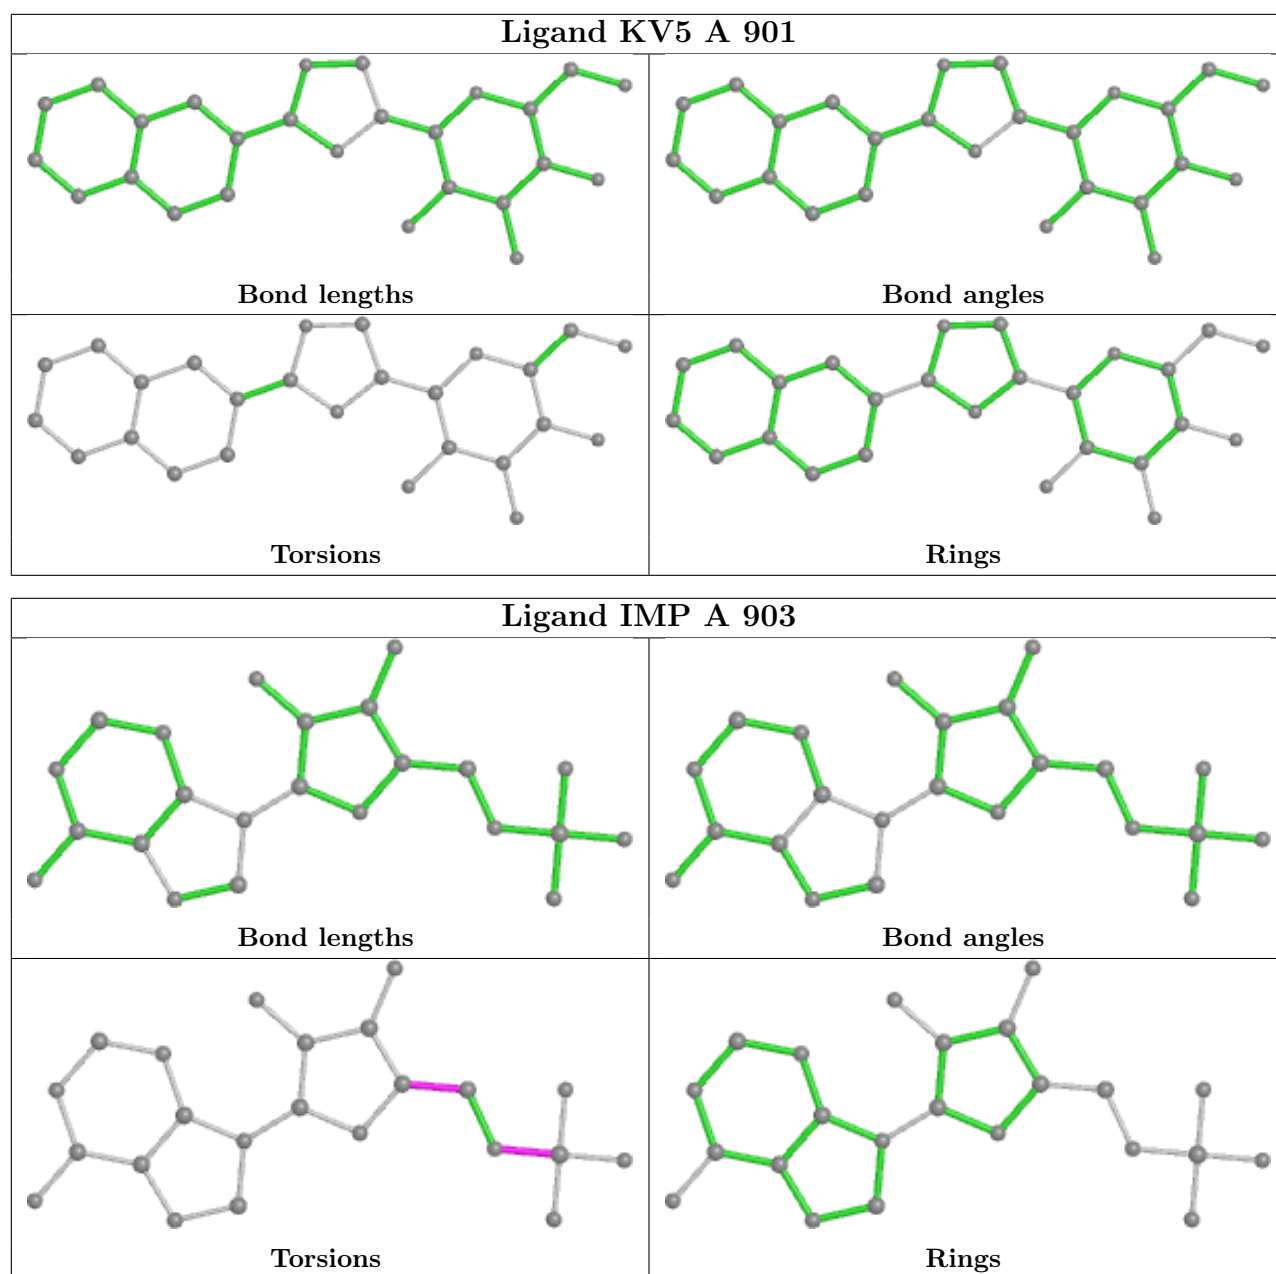 Ligand KV5 A 901
Bond lengths
Bond angles
Torsions
Rings
Ligand IMP A 903
Bond lengths
Bond angles
Torsions
Rings